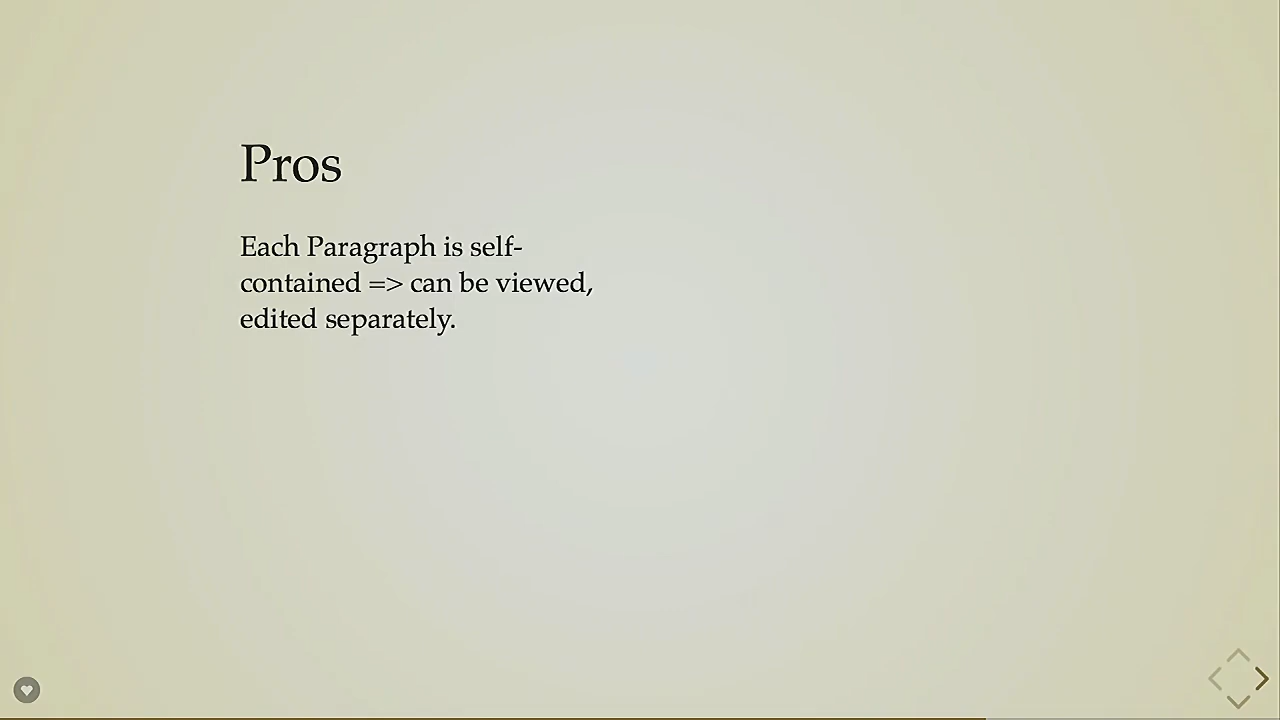 Pros
Each Paragraph is self-
contained => can be viewed,
edited separately.